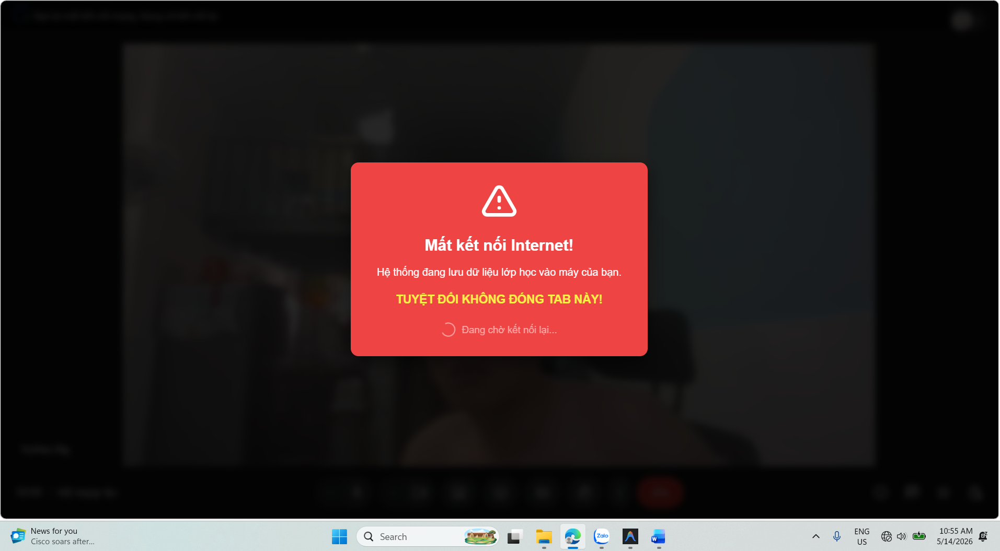 Mất kết nối Internet!
Hệ thống đang lưu dữ liệu lớp học vào máy của bạn.
TUYỆT ĐỐI KHÔNG ĐÓNG TAB NÀY!
Đang chờ kết nối lại...
News for you
Cisco soars after...
Search
Zalo
W
ENG
US
10:55 AM
5/14/2026